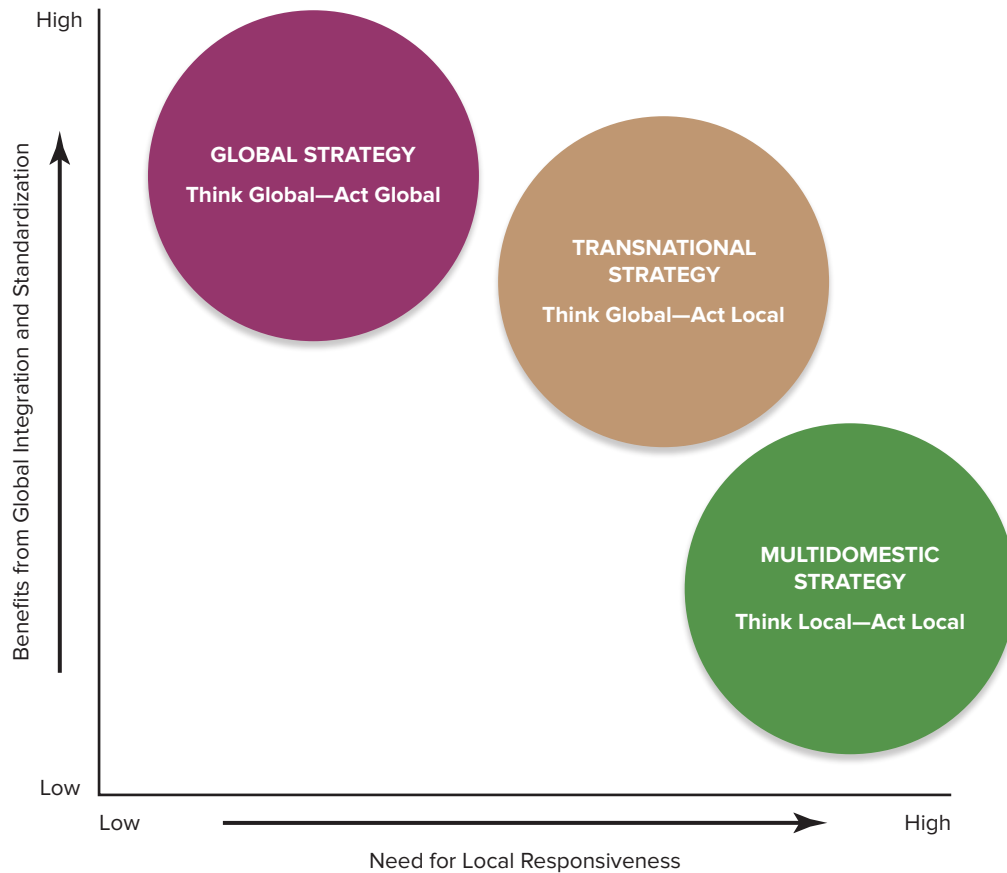 High
Benefits from Global Integration and Standardization
GLOBAL STRATEGY
Think Global—Act Global
TRANSNATIONAL
STRATEGY
Think Global—Act Local
MULTIDOMESTIC
STRATEGY
Think Local—Act Local
Low
Low
High
Need for Local Responsiveness